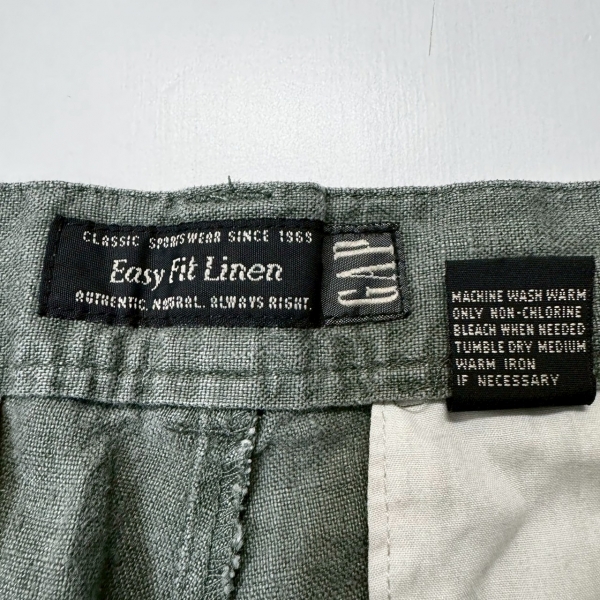 CLASSIC SPORTSWEAR SINCE 1969
Easy Fit Linen
AUTHENTIC. NATURAL. ALWAYS RIGHT.
GAP
MACHINE WASH WARM
ONLY NON-CHLORINE
BLEACH WHEN NEEDED
TUMBLE DRY MEDIUM
WARM IRON
IF NECESSARY